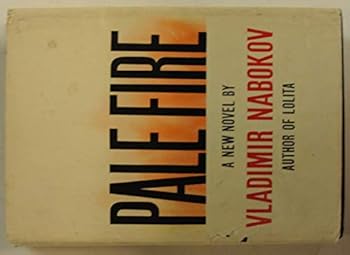 PALE FIRE
A NEW NOVEL BY
VLADIMIR NABOKOV
AUTHOR OF LOLITA